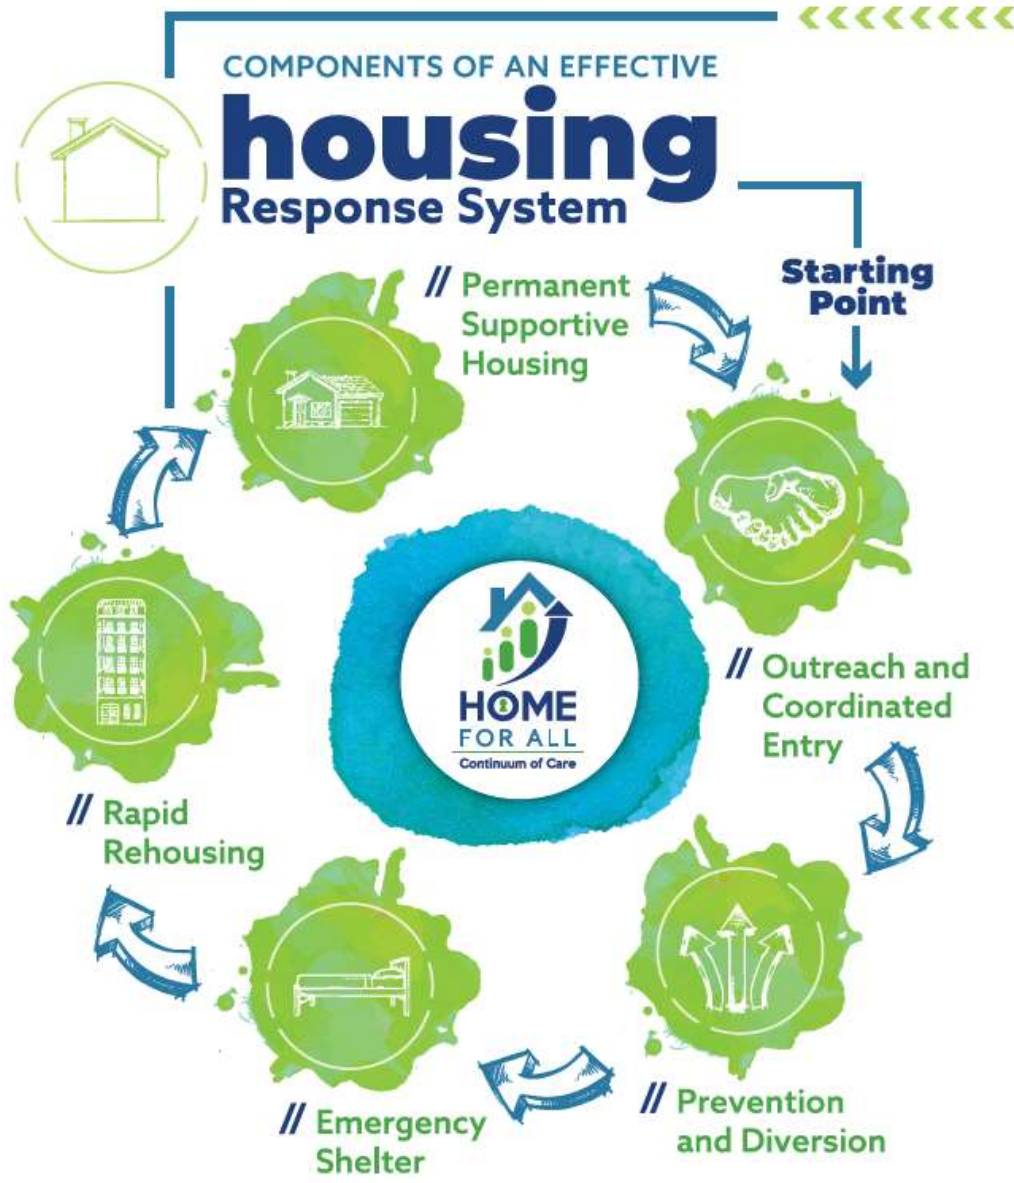 COMPONENTS OF AN EFFECTIVE
housing
Response System
Starting
Point
// Permanent
Supportive
Housing
// Outreach and
Coordinated
Entry
// Prevention
and Diversion
// Emergency
Shelter
// Rapid
Rehousing
HOME
FOR ALL
Continuum of Care